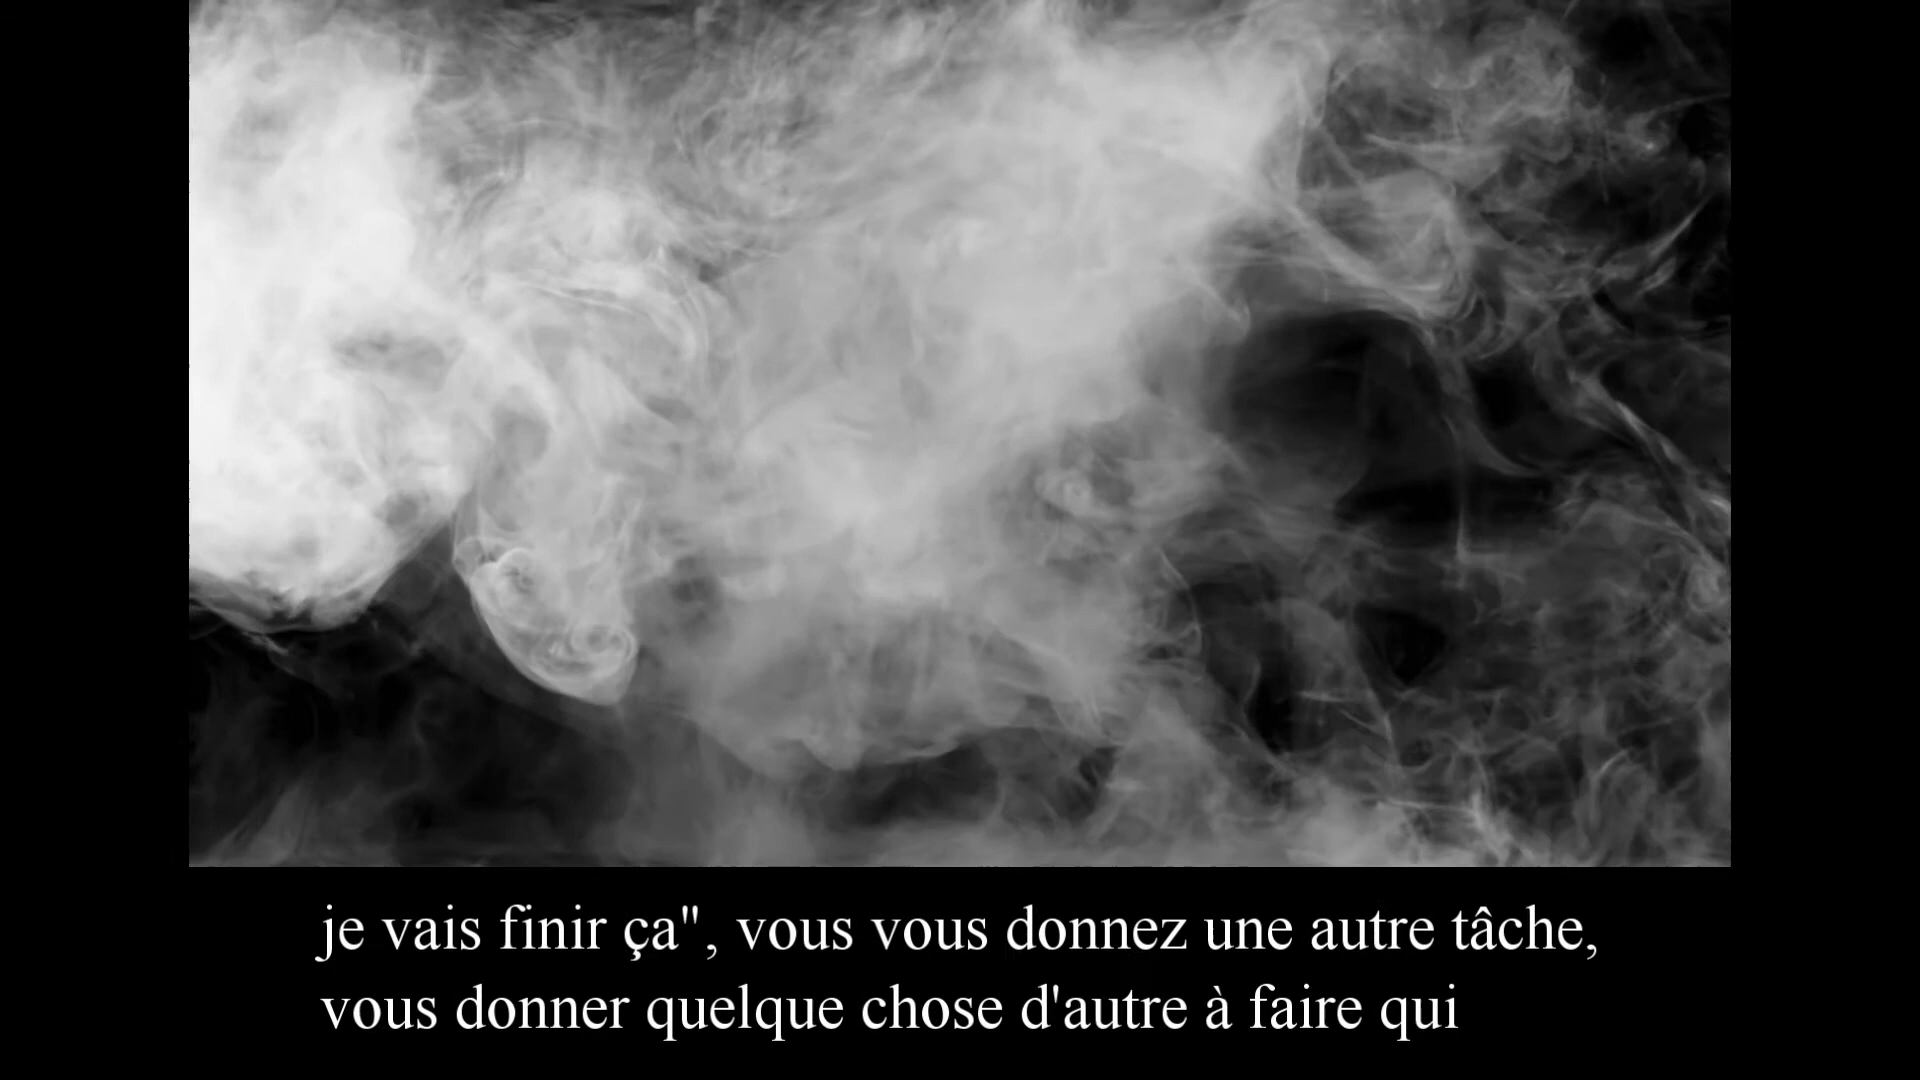 je vais finir ça", vous vous donnez une autre tâche,
vous donner quelque chose d'autre à faire qui